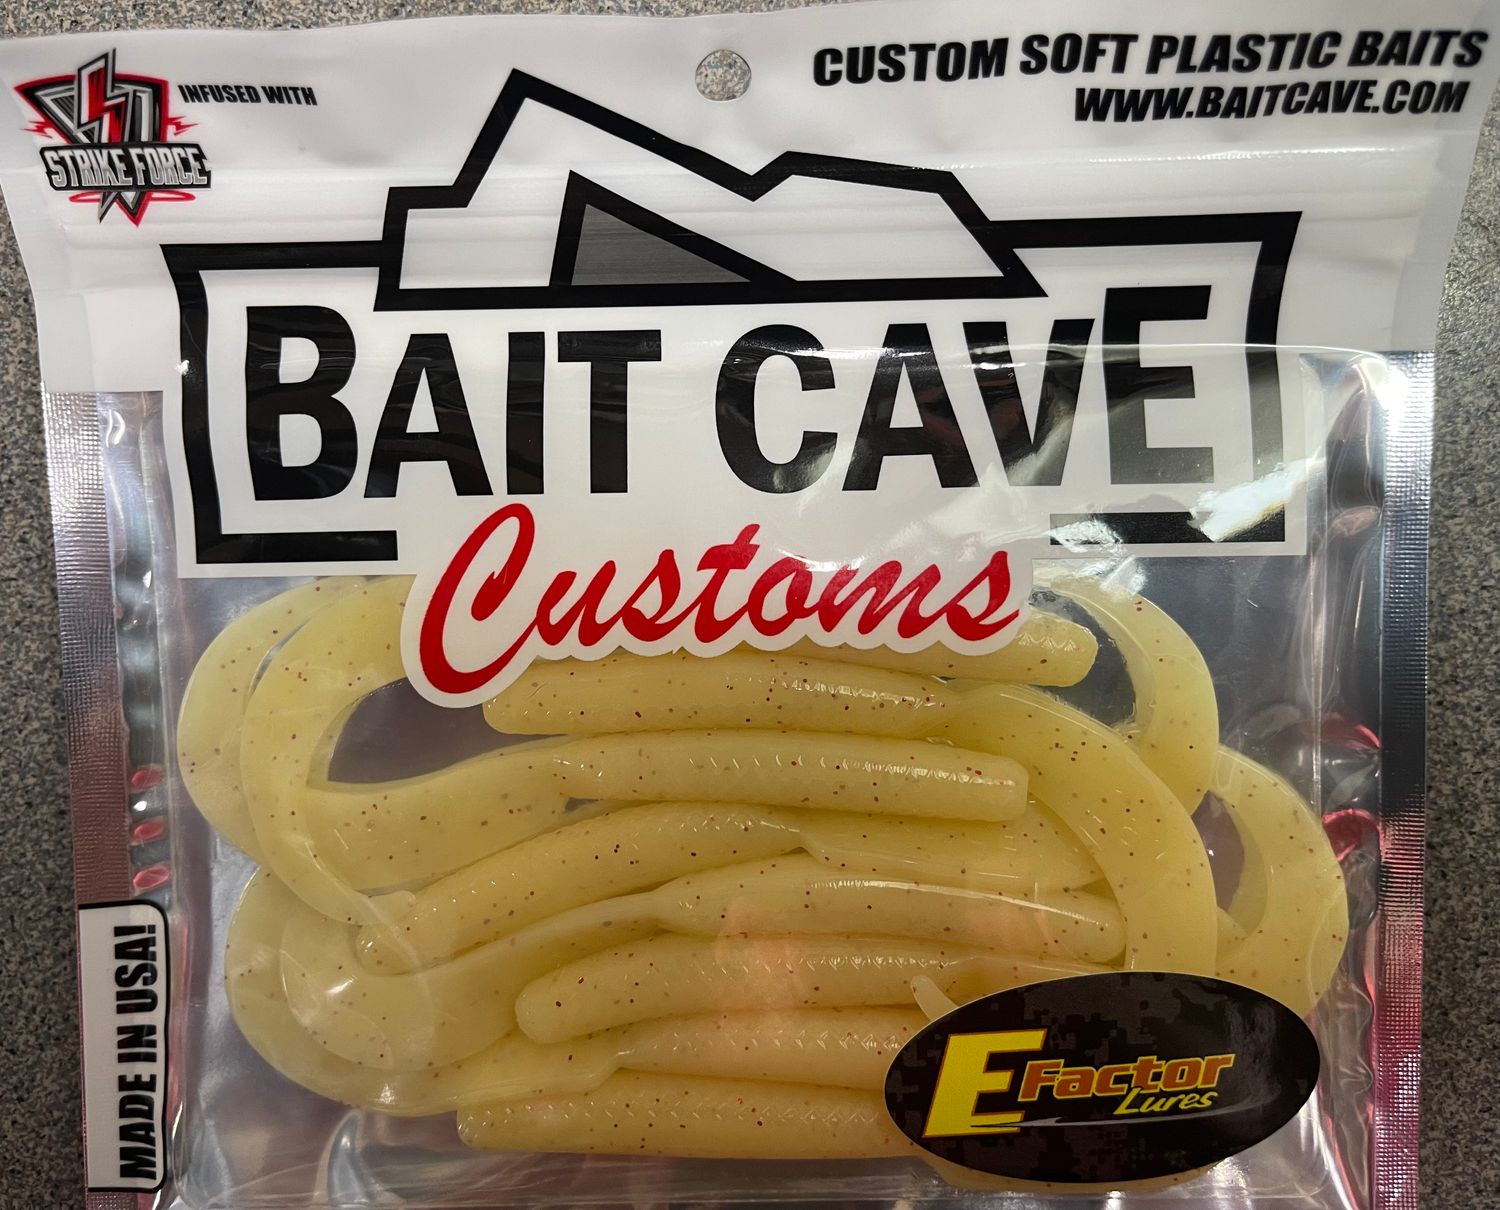 STRIKE FORCE
INFUSED WITH
CUSTOM SOFT PLASTIC BAITS
WWW.BAITCAVE.COM
BAIT CAVE
Customs
MADE IN USA!
E Factor
Lures